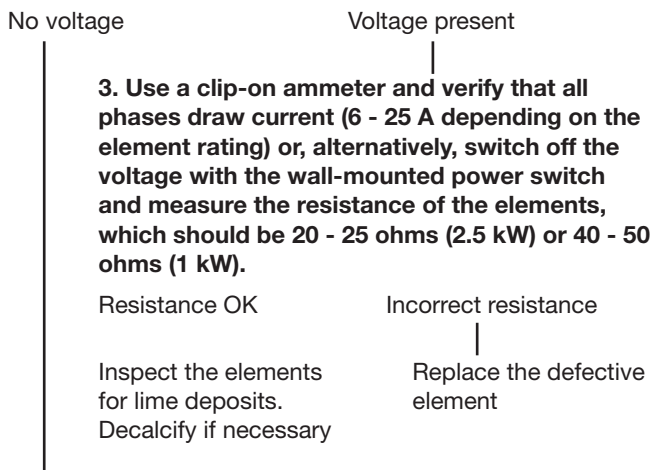 No voltage
Voltage present
3. Use a clip-on ammeter and verify that all
phases draw current (6 - 25 A depending on the
element rating) or, alternatively, switch off the
voltage with the wall-mounted power switch
and measure the resistance of the elements,
which should be 20 - 25 ohms (2.5 kW) or 40 - 50
ohms (1 kW).
Resistance OK
Incorrect resistance
Inspect the elements
for lime deposits.
Decalcify if necessary
Replace the defective
element